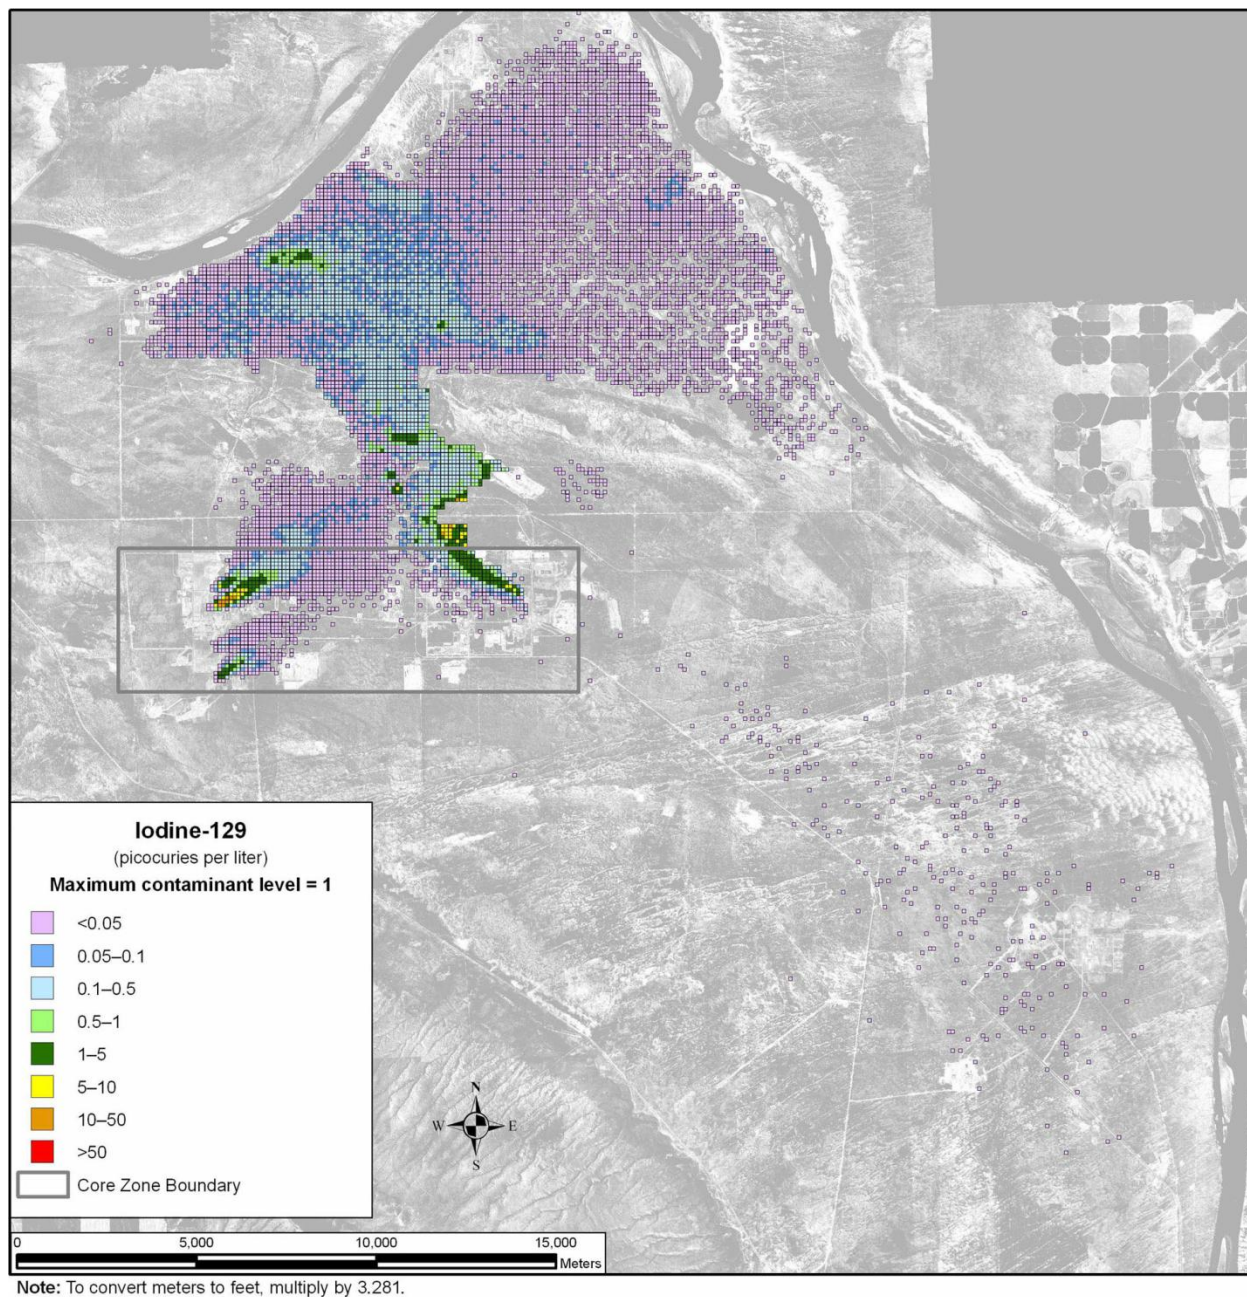 Iodine-129
(picocuries per liter)
Maximum contaminant level = 1
<0.05
0.05–0.1
0.1–0.5
0.5–1
1–5
5–10
10–50
>50
Core Zone Boundary
N
W E
S
0 5,000 10,000 15,000
Meters
Note: To convert meters to feet, multiply by 3.281.